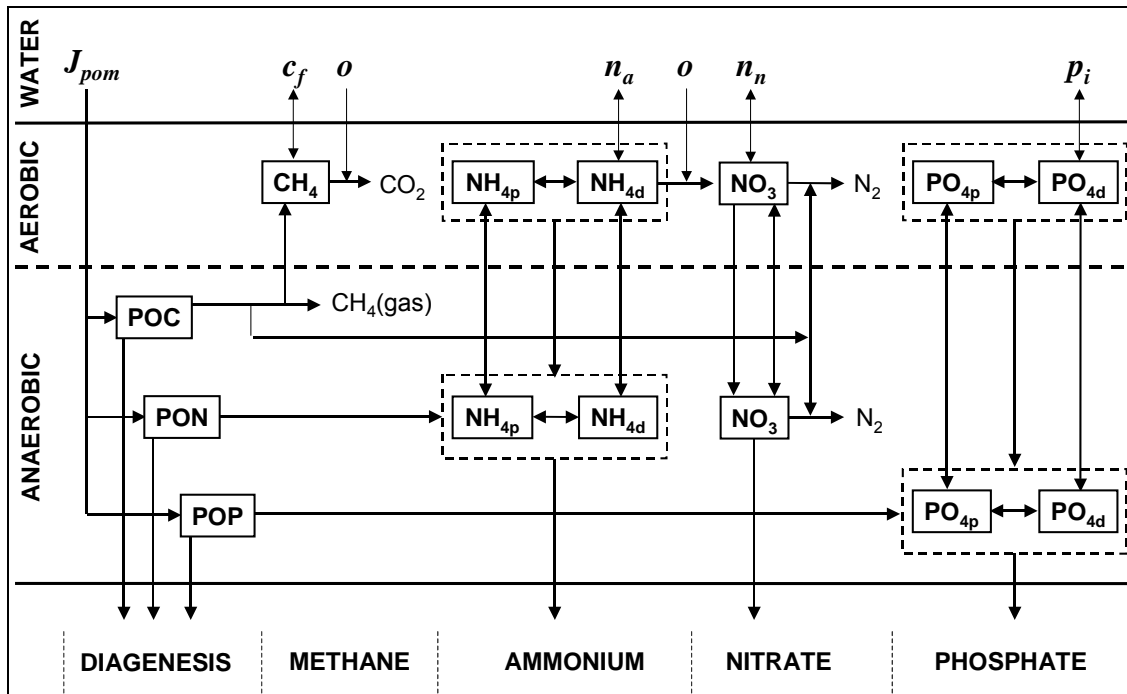 WATER
J_pom c_f o n_a o n_n p_i
AEROBIC
CH₄ CO₂ NH₄p NH₄d NO₃ N₂ PO₄p PO₄d
ANAEROBIC
POC CH₄(gas)
PON NH₄p NH₄d NO₃ N₂
POP PO₄p PO₄d
DIAGENESIS METHANE AMMONIUM NITRATE PHOSPHATE